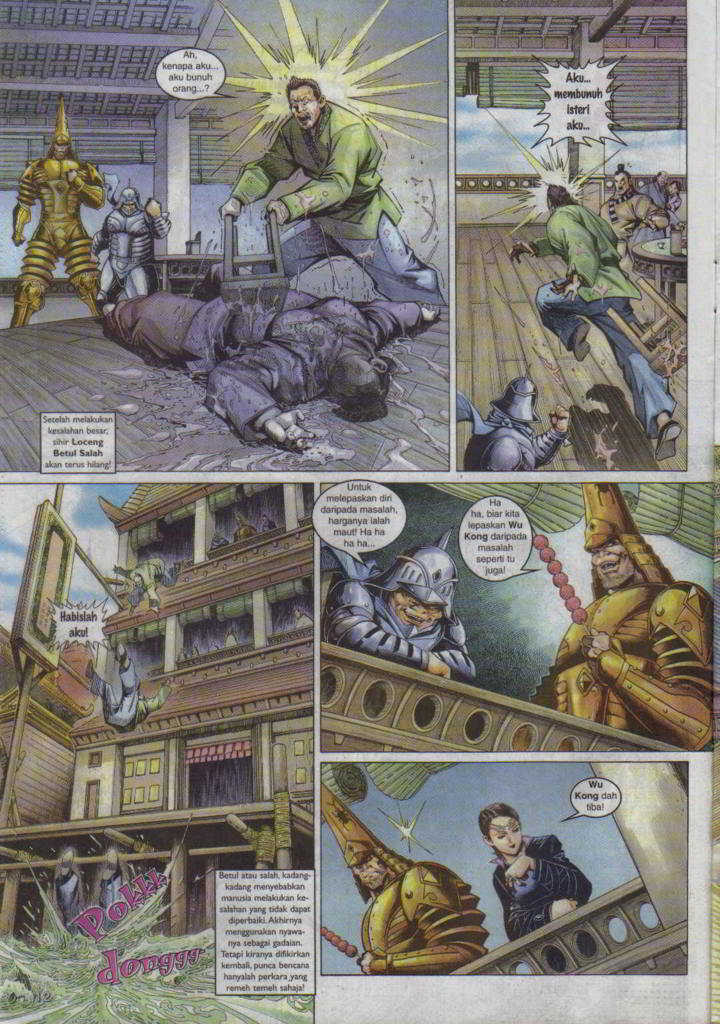 Ah,
kenapa aku...
aku bunuh
orang...?
Setelah melakukan
kesalahan besar,
sihir Loceng
Betul Salah
akan terus hilang!
Aku...
membunuh
isteri
aku...
Habislah
aku!
Pokkk
donggg
Betul atau salah, kadang-
kadang menyebabkan
manusia melakukan ke-
salahan yang tidak dapat
diperbaiki. Akhirnya
menggunakan nyawa-
nya sebagai gadaian.
Tetapi kiranya difikirkan
kembali, punca bencana
hanyalah perkara yang
remeh temeh sahaja!
Untuk
melepaskan diri
daripada masalah,
harganya ialah
maut! Ha ha
ha ha...
Ha
ha, biar kita
lepaskan Wu
Kong daripada
masalah
seperti tu
juga!
Wu
Kong dah
tiba!